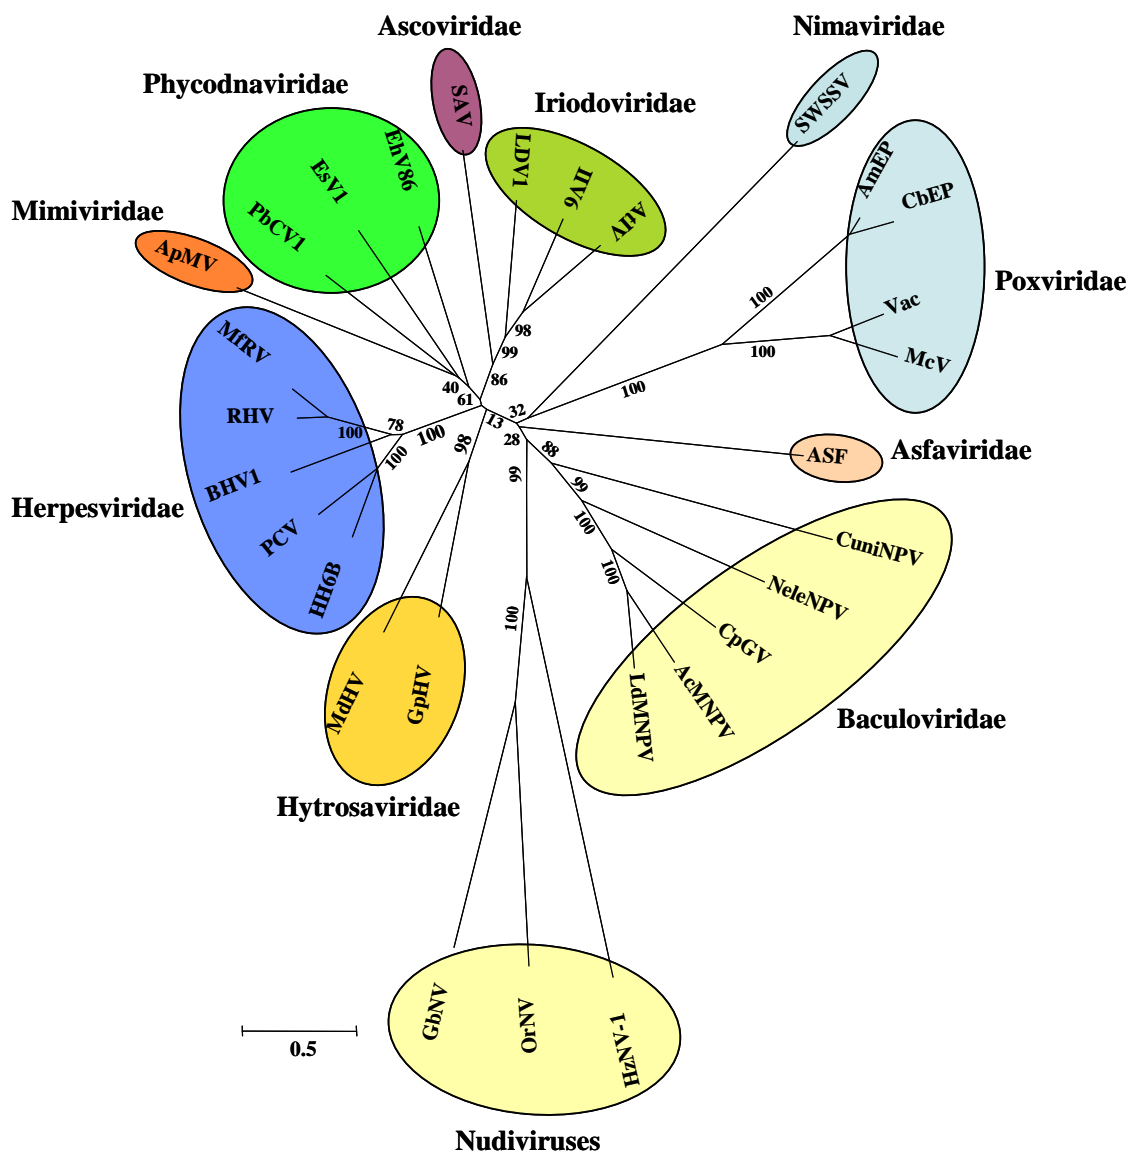 Ascoviridae
Nimaviridae
Phycodnaviridae
SAV
Iriodoviridae
SWSSV
EhV86
EsV1
PbCV1
LDV1
IIV6
AtIV
AmEP
CbEP
Mimiviridae
ApMV
Poxviridae
Vac
McV
100
100
100
98
99
86
40
61
32
13
28
MfRV
RHV
78
100
100
100
98
99
88
99
100
100
BHV1
PCV
HH6B
Herpesviridae
ASF
Asfaviridae
CuniNPV
NeleNPV
CpGV
AcMNPV
LdMNPV
Baculoviridae
100
MdHV
GpHV
Hytrosaviridae
GbNV
OrNV
HzNV-1
0.5
Nudiviruses